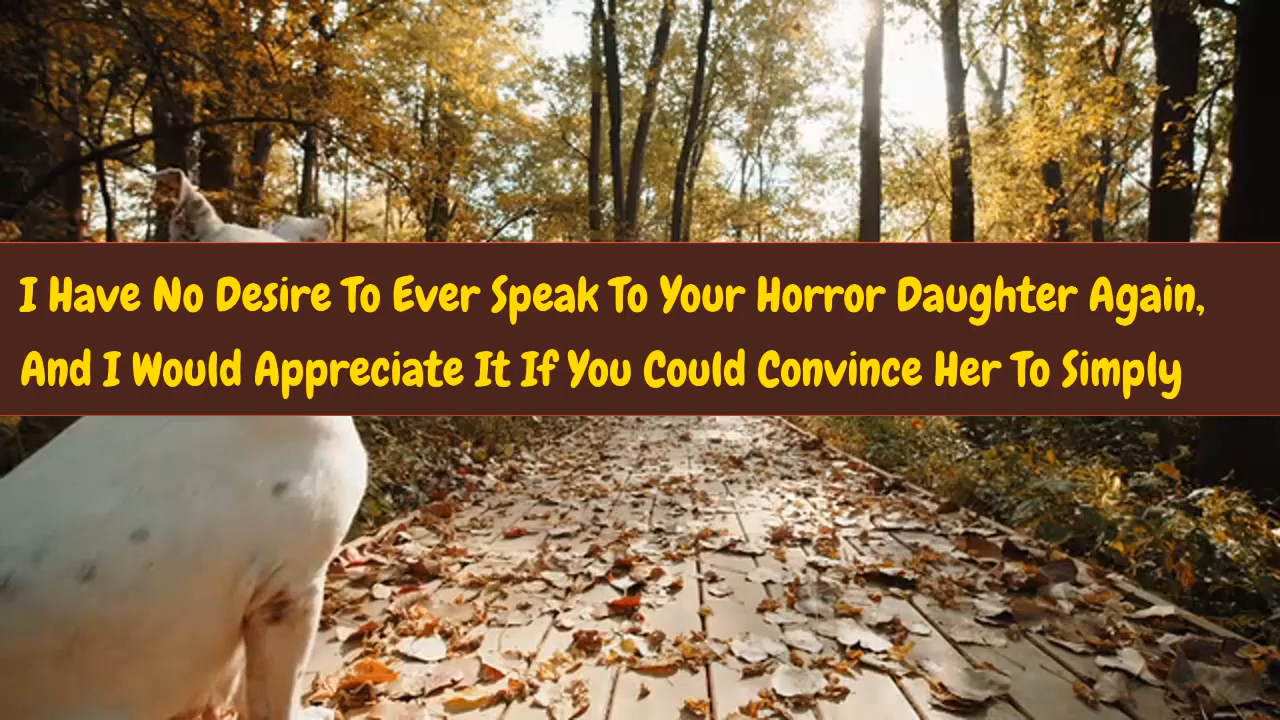 I Have No Desire To Ever Speak To Your Horror Daughter Again,
And I Would Appreciate It If You Could Convince Her To Simply